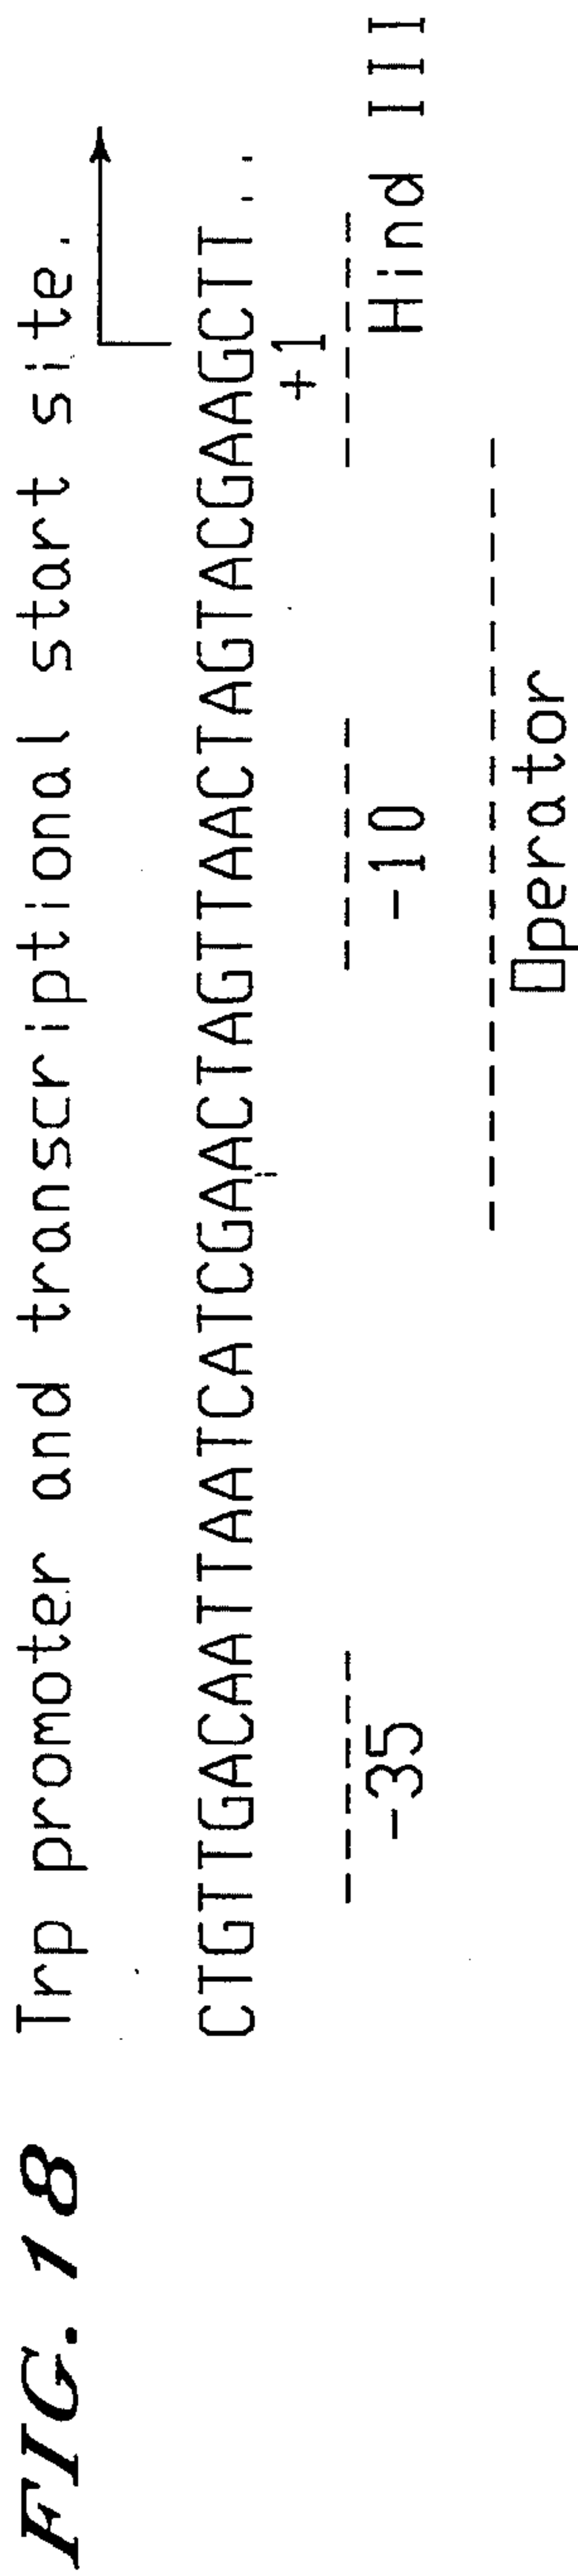 FIG. 18 Trp promoter and transcriptional start site.
CTGTTGACAATTAATCATCGAACTAGTTAACTAGTACGAAGCTT..
+1
-35 -10 Hind III
Operator